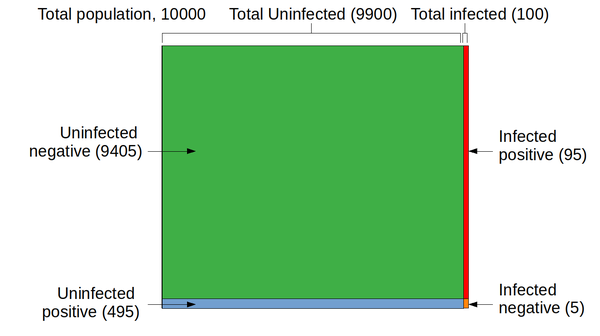 Total population, 10000
Total Uninfected (9900)
Total infected (100)
Uninfected
negative (9405)
Infected
positive (95)
Uninfected
positive (495)
Infected
negative (5)